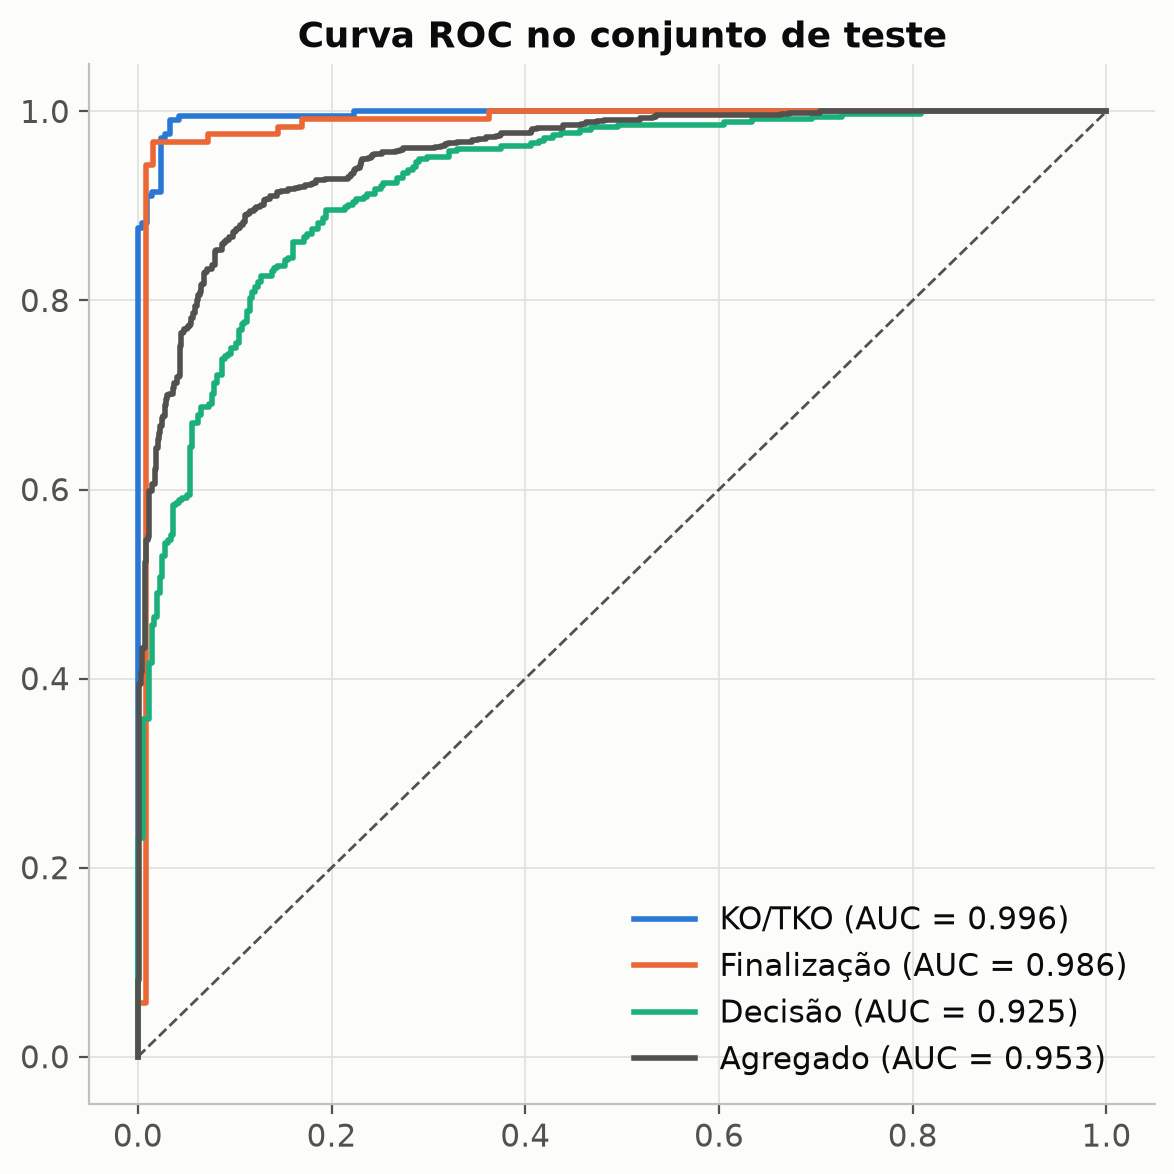 Curva ROC no conjunto de teste
1.0
0.8
0.6
0.4
0.2
0.0
KO/TKO (AUC = 0.996)
Finalização (AUC = 0.986)
Decisão (AUC = 0.925)
Agregado (AUC = 0.953)
0.0 0.2 0.4 0.6 0.8 1.0